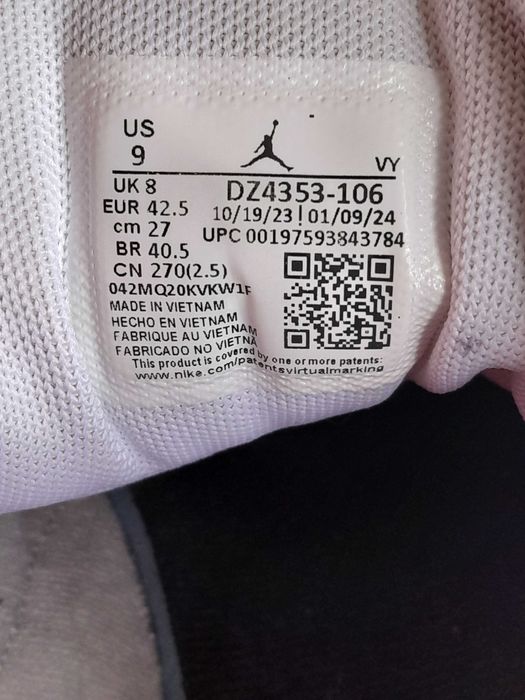 US
9
VY
UK 8
EUR 42.5
cm 27
BR 40.5
CN 270(2.5)
DZ4353-106
10/19/23 | 01/09/24
UPC 00197593843784
042MQ20KVKW1F
MADE IN VIETNAM
HECHO EN VIETNAM
FABRIQUE AU VIETNAM
FABRICADO NO VIETNÃ
This product is covered by one or more patents:
www.nike.com/patentsvirtualmarking